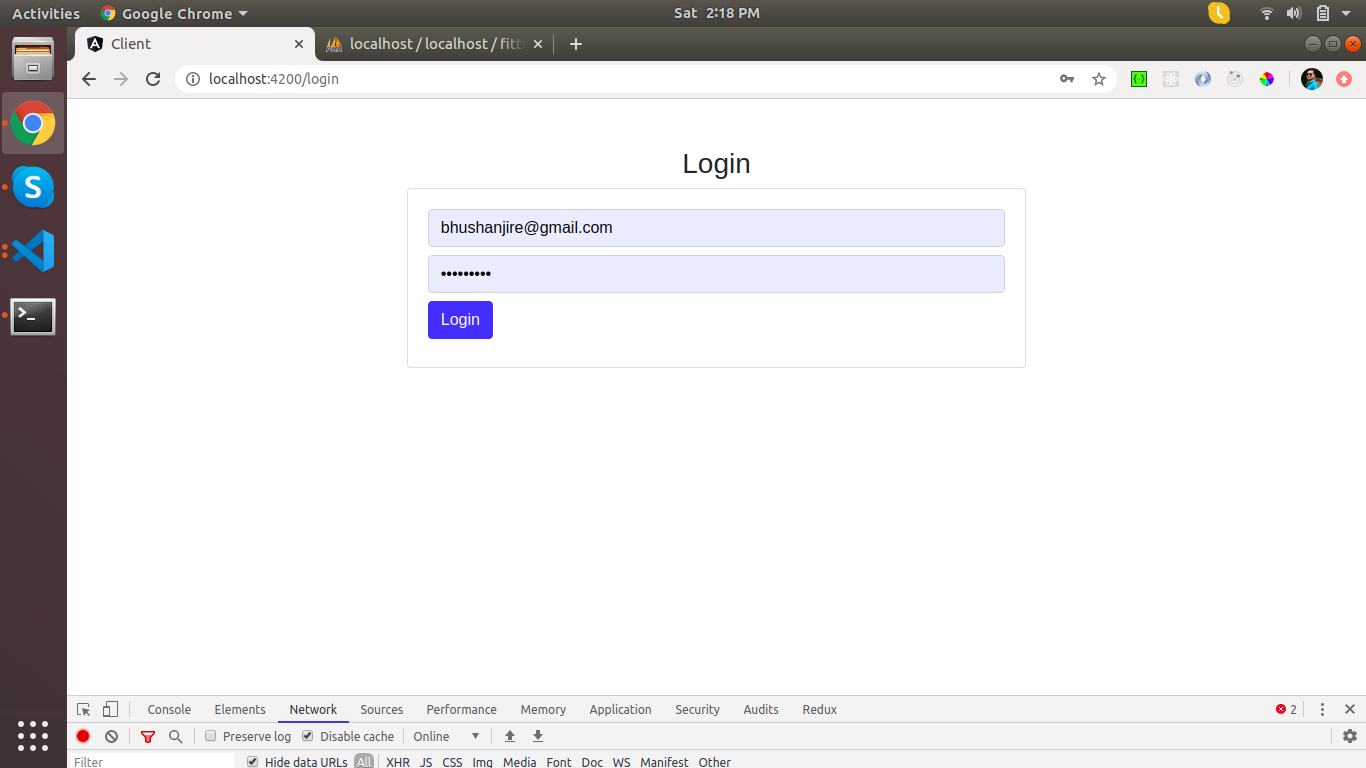 Activities Google Chrome Sat 2:18 PM
Client localhost / localhost / fitt
localhost:4200/login
Login
bhushanjire@gmail.com
•••••••••
Login
Console Elements Network Sources Performance Memory Application Security Audits Redux 2
Preserve log Disable cache Online
Filter Hide data URLs All XHR JS CSS Img Media Font Doc WS Manifest Other